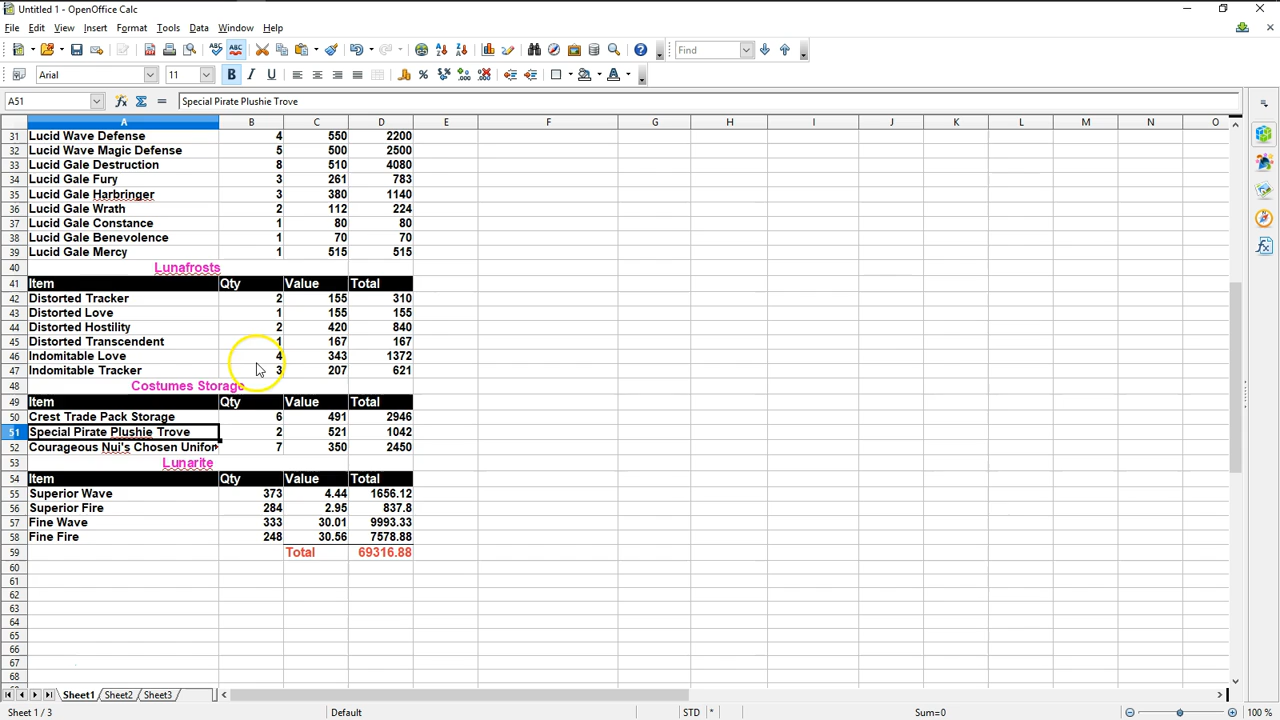 Untitled 1 - OpenOffice Calc
File Edit View Insert Format Tools Data Window Help
Find
Arial 11
A51 Special Pirate Plushie Trove
A B C D E F G H I J K L M N O
31 Lucid Wave Defense 4 550 2200
32 Lucid Wave Magic Defense 5 500 2500
33 Lucid Gale Destruction 8 510 4080
34 Lucid Gale Fury 3 261 783
35 Lucid Gale Harbringer 3 380 1140
36 Lucid Gale Wrath 2 112 224
37 Lucid Gale Constance 1 80 80
38 Lucid Gale Benevolence 1 70 70
39 Lucid Gale Mercy 1 515 515
40 Lunafrosts
41 Item Qty Value Total
42 Distorted Tracker 2 155 310
43 Distorted Love 1 155 155
44 Distorted Hostility 2 420 840
45 Distorted Transcendent 1 167 167
46 Indomitable Love 4 343 1372
47 Indomitable Tracker 3 207 621
48 Costumes Storage
49 Item Qty Value Total
50 Crest Trade Pack Storage 6 491 2946
51 Special Pirate Plushie Trove 2 521 1042
52 Courageous Nui's Chosen Unifor 7 350 2450
53 Lunarite
54 Item Qty Value Total
55 Superior Wave 373 4.44 1656.12
56 Superior Fire 284 2.95 837.8
57 Fine Wave 333 30.01 9993.33
58 Fine Fire 248 30.56 7578.88
59 Total 69316.88
60
61
62
63
64
65
66
67
68
Sheet1 Sheet2 Sheet3
Sheet 1 / 3 Default STD * Sum=0 100 %